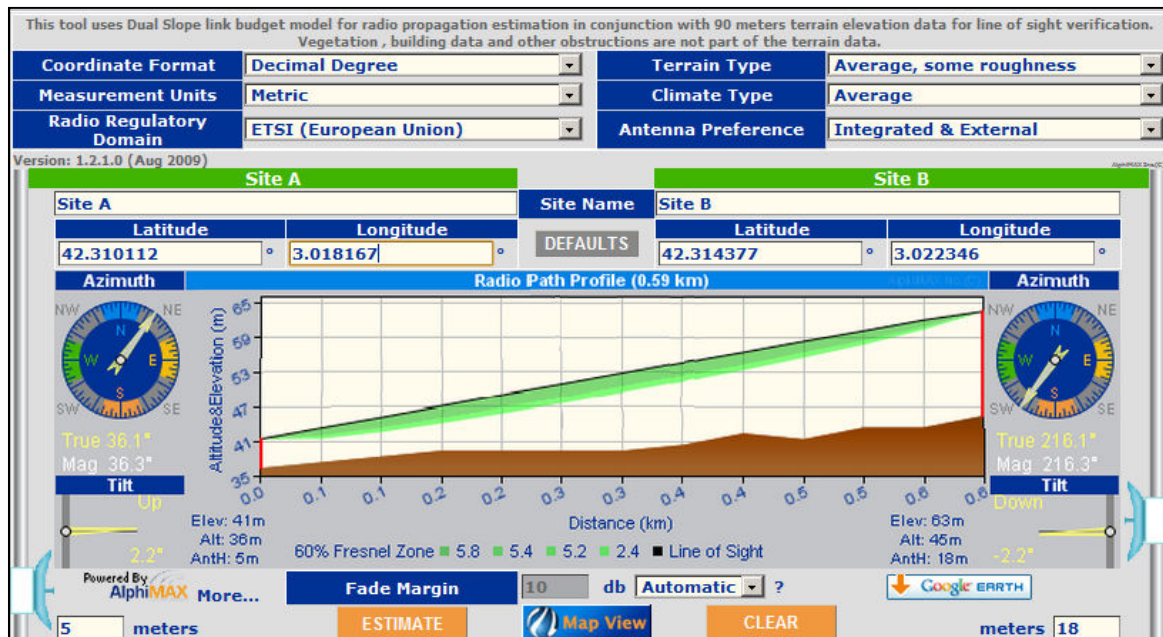 This tool uses Dual Slope link budget model for radio propagation estimation in conjunction with 90 meters terrain elevation data for line of sight verification.
Vegetation , building data and other obstructions are not part of the terrain data.
Coordinate Format Decimal Degree Terrain Type Average, some roughness
Measurement Units Metric Climate Type Average
Radio Regulatory Domain ETSI (European Union) Antenna Preference Integrated & External
Version: 1.2.1.0 (Aug 2009)
Site A Site B
Site A Site Name Site B
Latitude Longitude Latitude Longitude
42.310112 ° 3.018167 ° DEFAULTS 42.314377 ° 3.022346 °
Azimuth Radio Path Profile (0.59 km) Azimuth
NW N NE W E SW S SE
True 36.1°
Mag 36.3°
Tilt
Up
2.2°
Altitude&Elevation (m)
65
59
53
47
41
35
0.0 0.1 0.1 0.2 0.2 0.3 0.3 0.4 0.4 0.5 0.5 0.6 0.6
Distance (km)
Elev: 41m
Alt: 36m
AntH: 5m
60% Fresnel Zone 5.8 5.4 5.2 2.4 Line of Sight
Elev: 63m
Alt: 45m
AntH: 18m
NW N NE W E SW S SE
True 216.1°
Mag 216.3°
Tilt
Down
-2.2°
Powered By
AlphiMAX More... Fade Margin 10 db Automatic ? Google EARTH
5 meters ESTIMATE Map View CLEAR meters 18